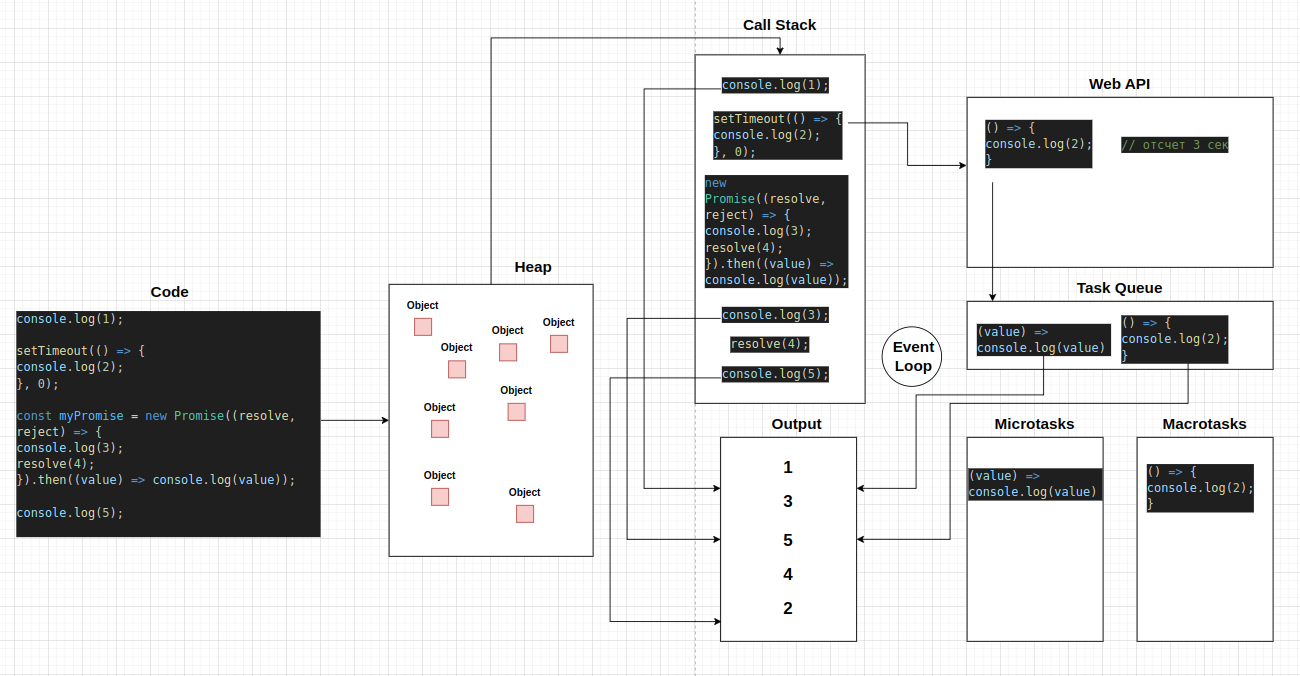 Code
console.log(1);
setTimeout(() => {
console.log(2);
}, 0);
const myPromise = new Promise((resolve,
reject) => {
console.log(3);
resolve(4);
}).then((value) => console.log(value));
console.log(5);
Heap
Object
Object
Object
Object
Object
Object
Object
Object
Call Stack
console.log(1);
setTimeout(() => {
console.log(2);
}, 0);
new
Promise((resolve,
reject) => {
console.log(3);
resolve(4);
}).then((value) =>
console.log(value));
console.log(3);
resolve(4);
console.log(5);
Web API
() => {
console.log(2);
}
// отсчет 3 сек
Task Queue
(value) =>
console.log(value)
() => {
console.log(2);
}
Event
Loop
Output
1
3
5
4
2
Microtasks
(value) =>
console.log(value)
Macrotasks
() => {
console.log(2);
}